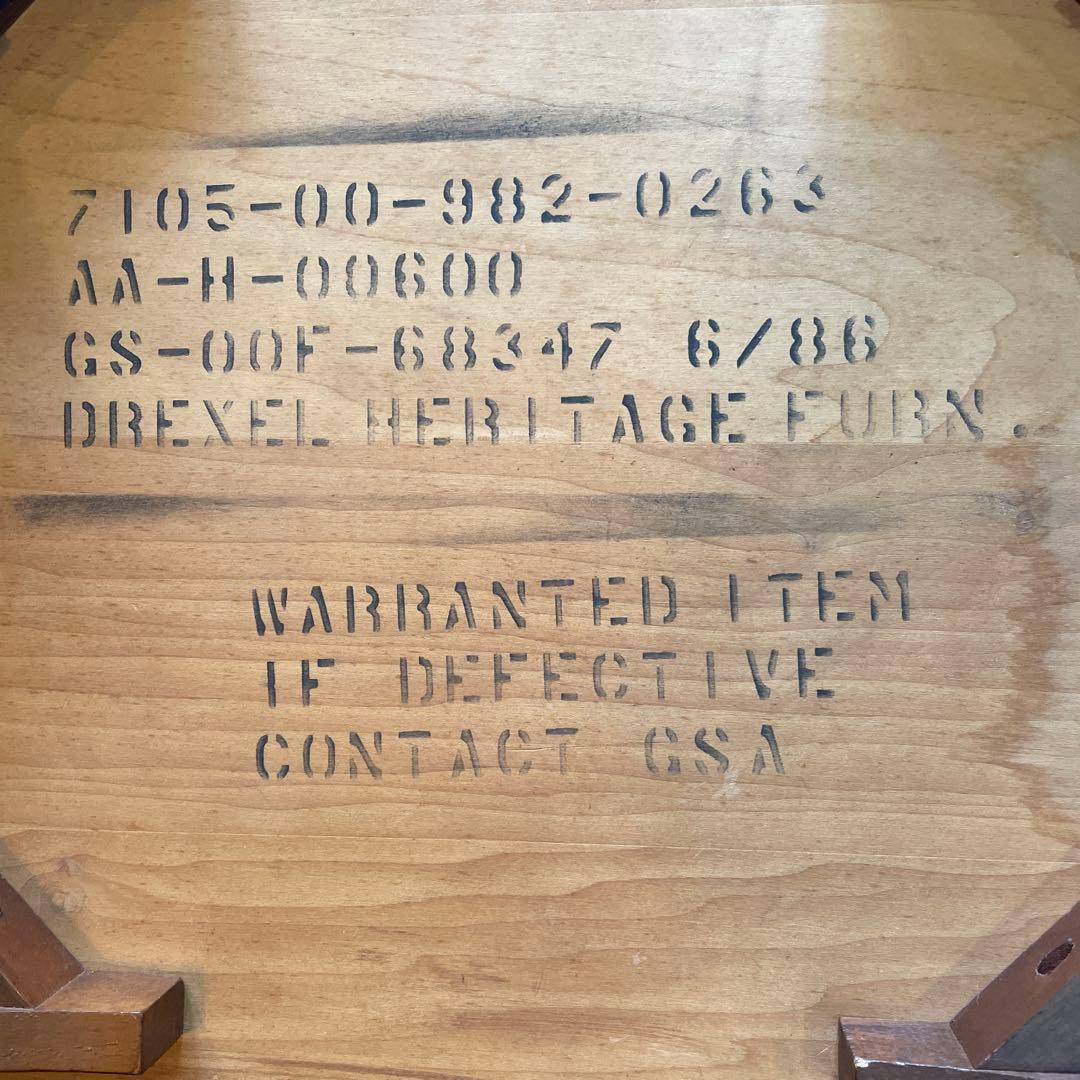 7105-00-982-0263
AA-H-00600
GS-00F-68347 6/86
DREXEL HERITAGE FURN.
WARRANTED ITEM
IF DEFECTIVE
CONTACT GSA